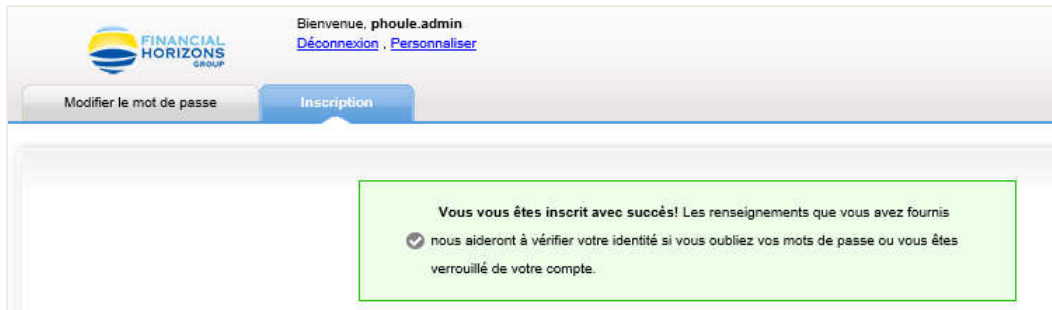 Bienvenue, phoule.admin
FINANCIAL
HORIZONS
GROUP
Déconnexion , Personnaliser
Modifier le mot de passe
Inscription
Vous vous êtes inscrit avec succès! Les renseignements que vous avez fournis
nous aideront à vérifier votre identité si vous oubliez vos mots de passe ou vous êtes
verrouillé de votre compte.